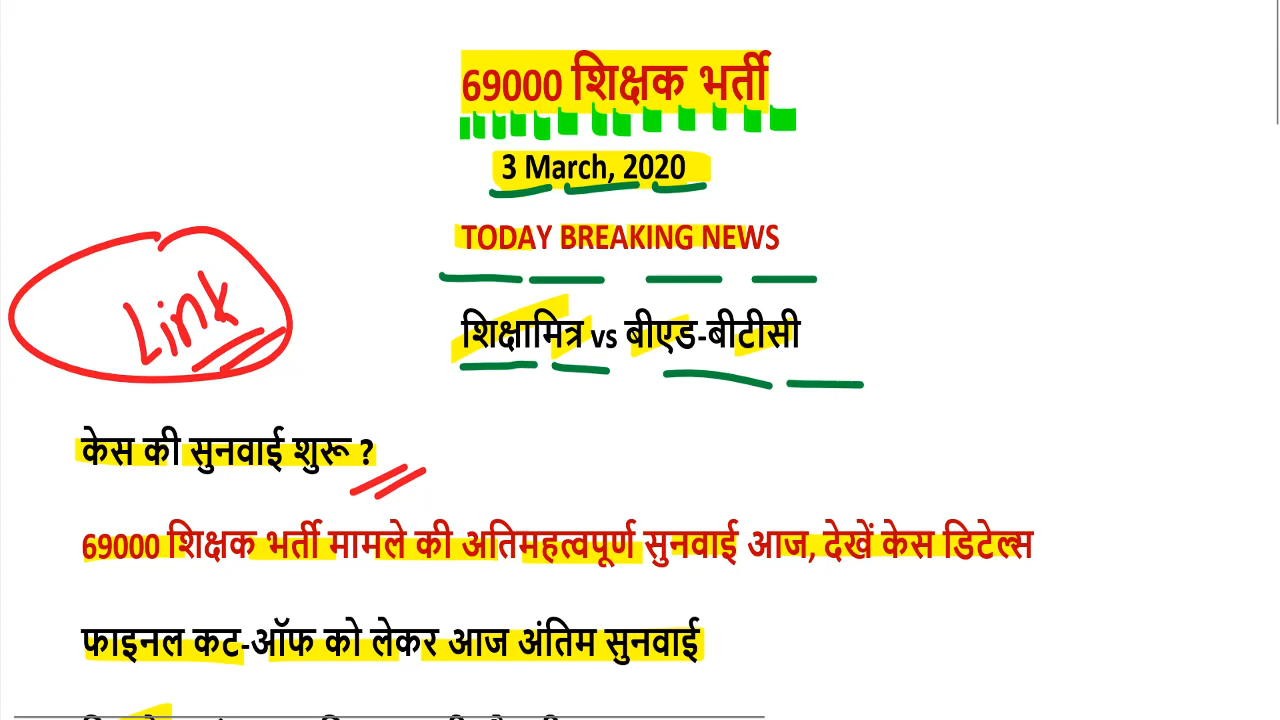 69000 शिक्षक भर्ती
3 March, 2020
TODAY BREAKING NEWS
Link
शिक्षामित्र vs बीएड-बीटीसी
केस की सुनवाई शुरू ?
69000 शिक्षक भर्ती मामले की अतिमहत्वपूर्ण सुनवाई आज, देखें केस डिटेल्स
फाइनल कट-ऑफ को लेकर आज अंतिम सुनवाई